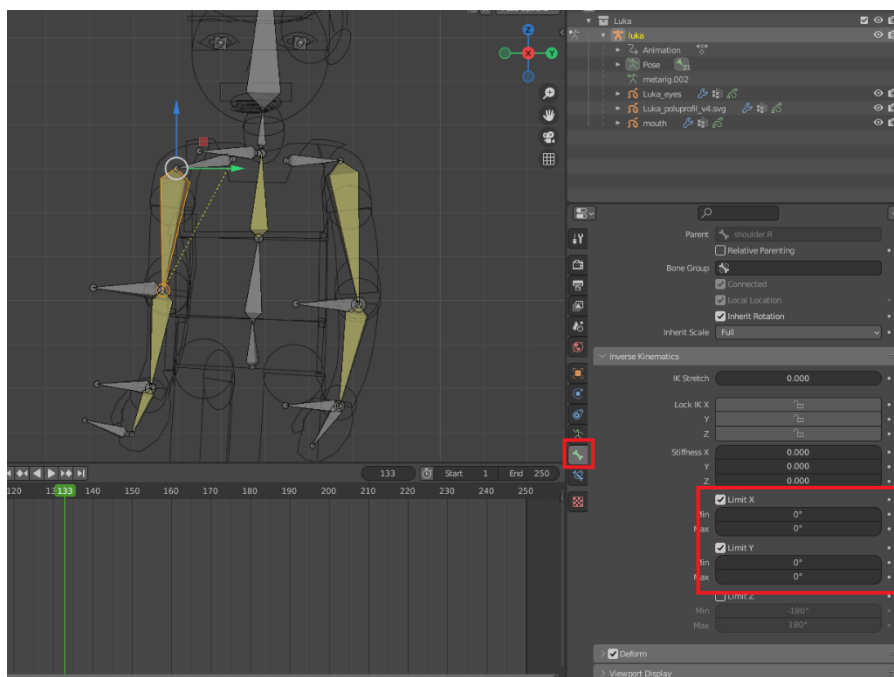 Luka
luka
Animation
Pose
21
metarig.002
Luka_eyes
Luka_poluprofil_v4.svg
mouth
Parent
shoulder.R
Relative Parenting
Bone Group
Connected
Local Location
Inherit Rotation
Inherit Scale
Full
Inverse Kinematics
IK Stretch
0.000
Lock IK X
Y
Z
Stiffness X
0.000
Y
0.000
Z
0.000
Limit X
Min
0°
Max
0°
Limit Y
Min
0°
Max
0°
Limit Z
Min
-180°
Max
180°
Deform
Viewport Display
Z
X
Y
133
Start
1
End
250
120
133
140
150
160
170
180
190
200
210
220
230
240
250